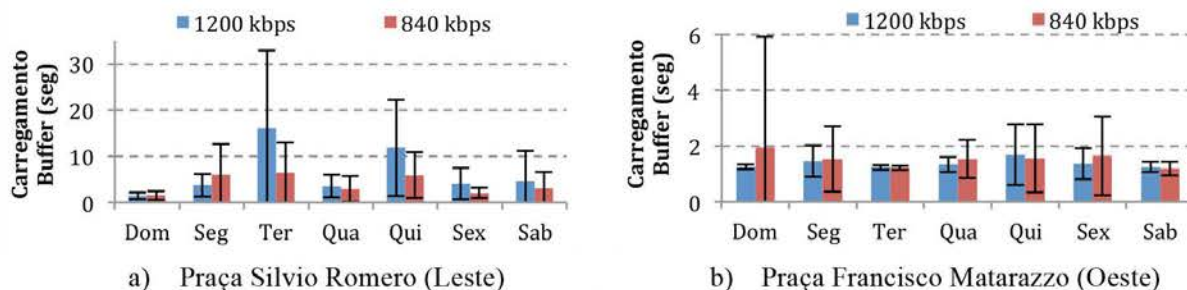 1200 kbps 840 kbps
Carregamento
Buffer (seg)
30
20
10
0
Dom Seg Ter Qua Qui Sex Sab
a) Praça Silvio Romero (Leste)
1200 kbps 840 kbps
Carregamento
Buffer (seg)
6
4
2
0
Dom Seg Ter Qua Qui Sex Sab
b) Praça Francisco Matarazzo (Oeste)